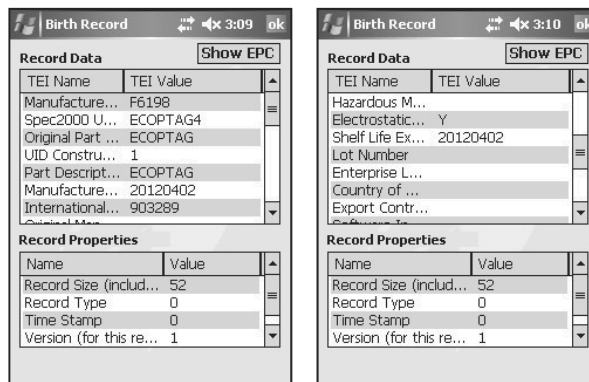 Birth Record 3:09 ok
Record Data Show EPC
TEI Name TEI Value
Manufacture... F6198
Spec2000 U... ECOPTAG4
Original Part ... ECOPTAG
UID Constru... 1
Part Descript... ECOPTAG
Manufacture... 20120402
International... 903289
Record Properties
Name Value
Record Size (includ... 52
Record Type 0
Time Stamp 0
Version (for this re... 1
Birth Record 3:10 ok
Record Data Show EPC
TEI Name TEI Value
Hazardous M...
Electrostatic... Y
Shelf Life Ex... 20120402
Lot Number
Enterprise L...
Country of ...
Export Contr...
Record Properties
Name Value
Record Size (includ... 52
Record Type 0
Time Stamp 0
Version (for this re... 1